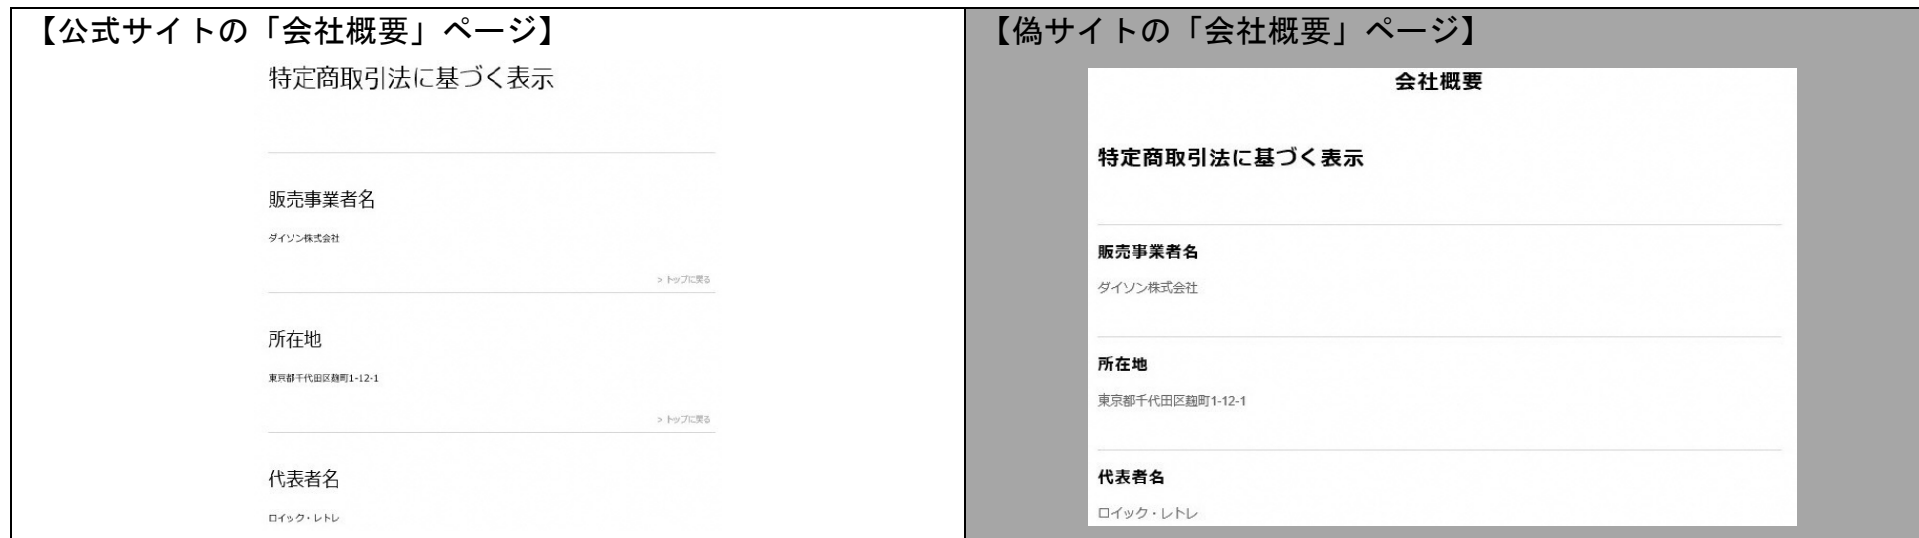 【公式サイトの「会社概要」ページ】
特定商取引法に基づく表示
販売事業者名
ダイソン株式会社
> トップに戻る
所在地
東京都千代田区麹町1-12-1
> トップに戻る
代表者名
ロイック・レトレ
【偽サイトの「会社概要」ページ】
会社概要
特定商取引法に基づく表示
販売事業者名
ダイソン株式会社
所在地
東京都千代田区麹町1-12-1
代表者名
ロイック・レトレ